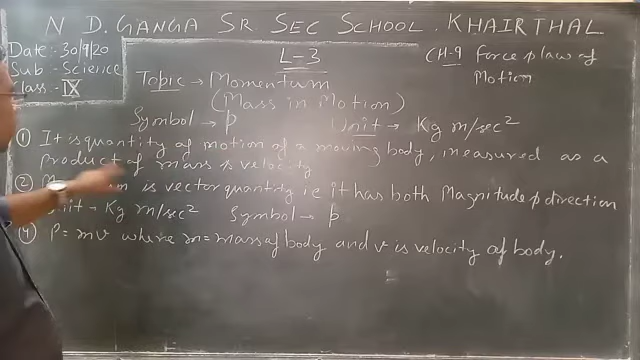 N D. GANGA SR. SEC SCHOOL. KHAIRTHAL
Date:- 30/9/20
Sub - Science
Class - IX
L-3
CH-9 Force & law of
Motion
Topic → Momentum
(Mass in Motion)
Symbol → p Unit → Kg m/sec²
① It is quantity of motion of a moving body, measured as a
product of mass & velocity
② is vector quantity i.e it has both Magnitude & direction
Unit - Kg m/sec² Symbol → p
④ P = mv where m = mass of body and v is velocity of body.